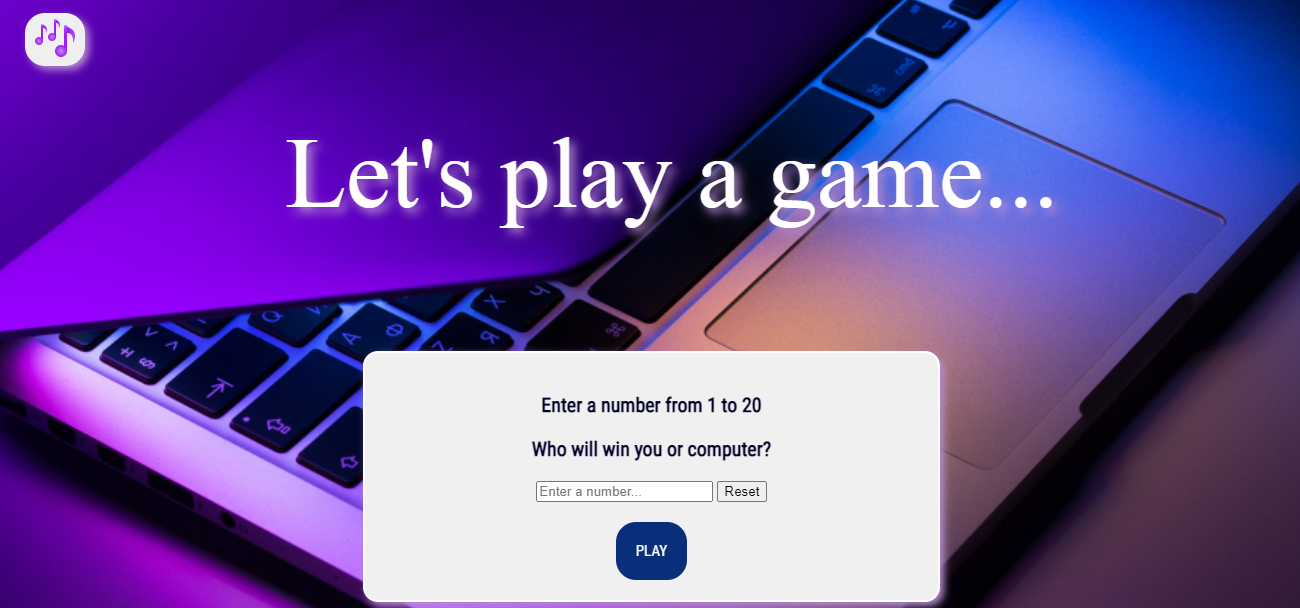 Let's play a game...
Enter a number from 1 to 20
Who will win you or computer?
Enter a number... Reset
PLAY